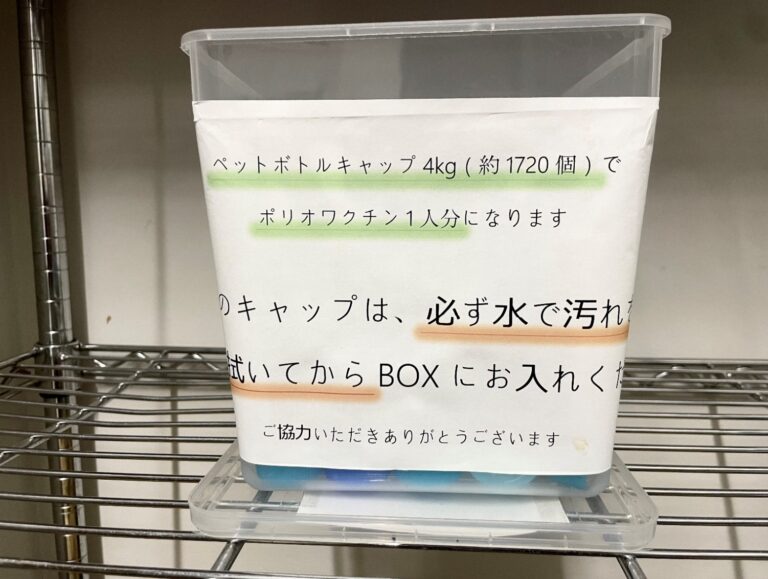 ペットボトルキャップ 4kg ( 約 1720 個 ) で
ポリオワクチン 1 人分になります
のキャップは、必ず水で汚れ
拭いてから BOX にお入れくだ
ご協力いただきありがとうございます